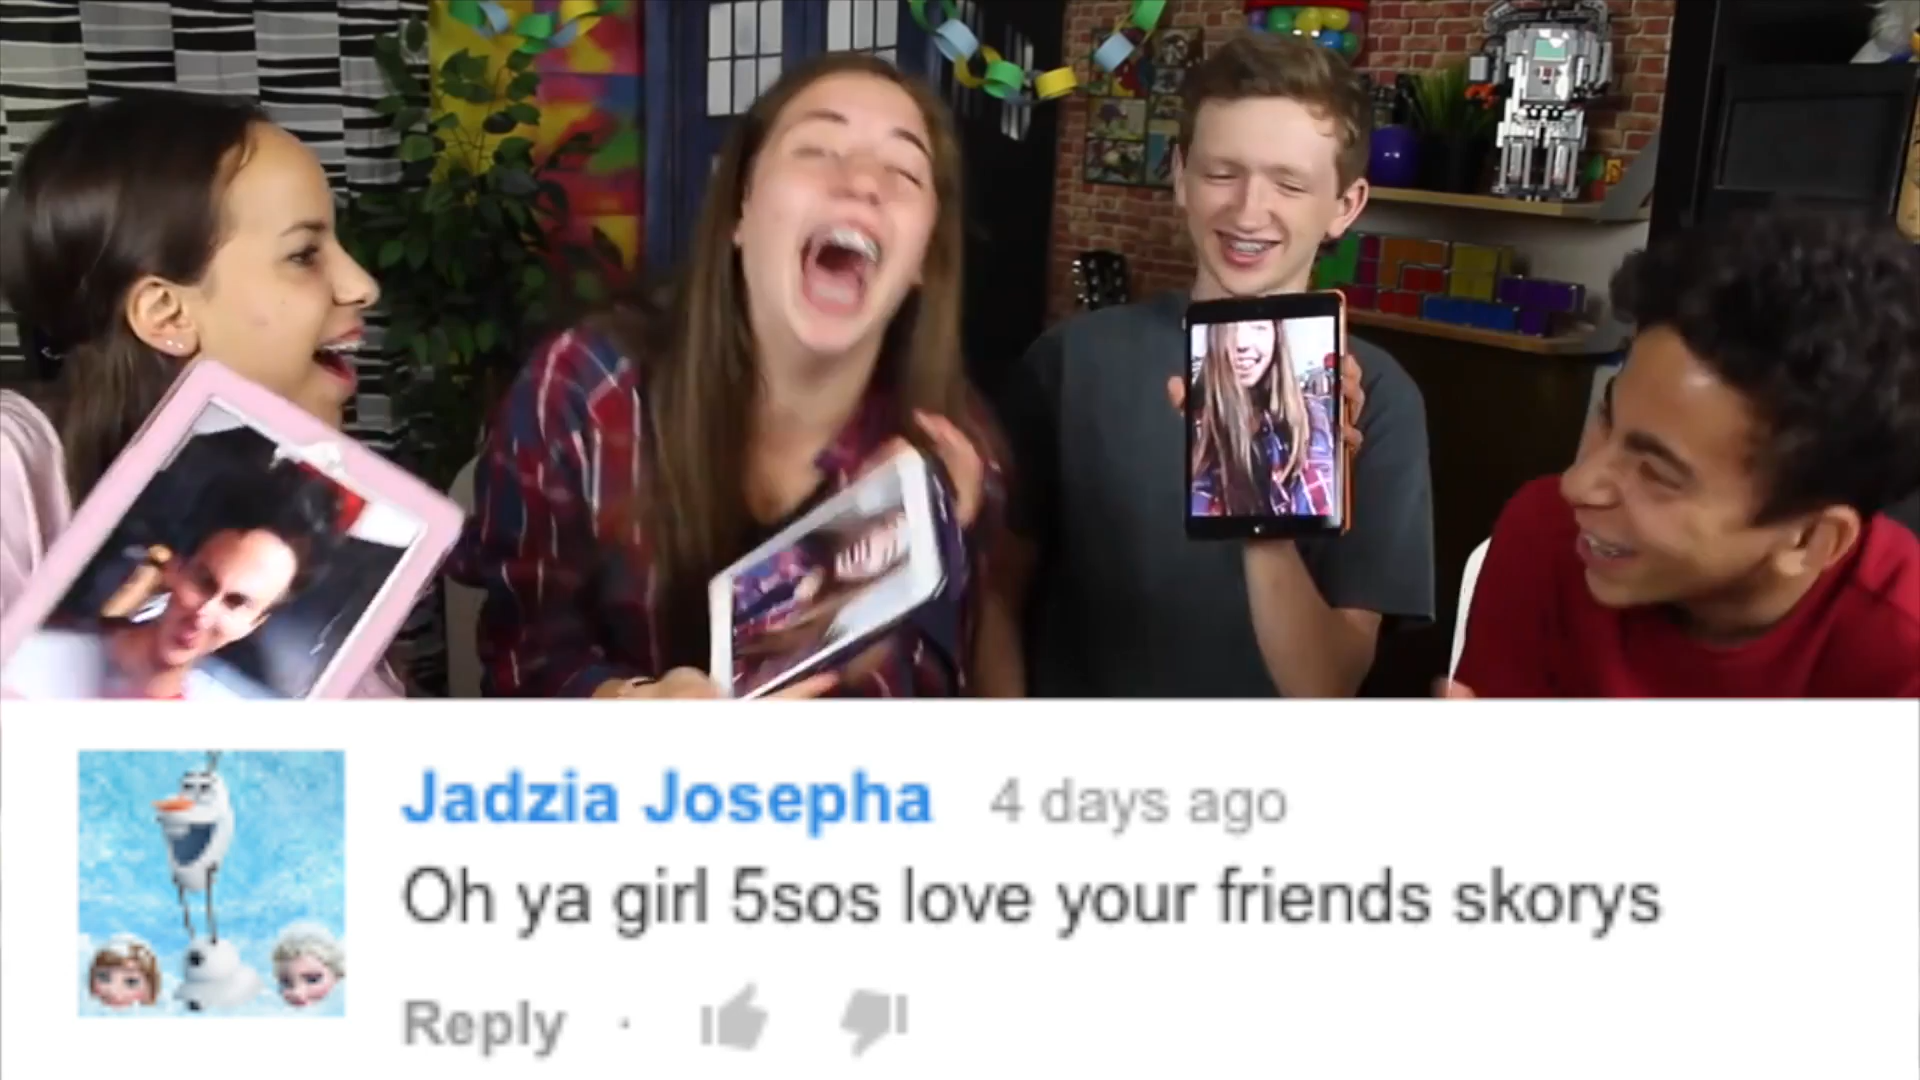 Jadzia Josepha 4 days ago
Oh ya girl 5sos love your friends skorys
Reply ·